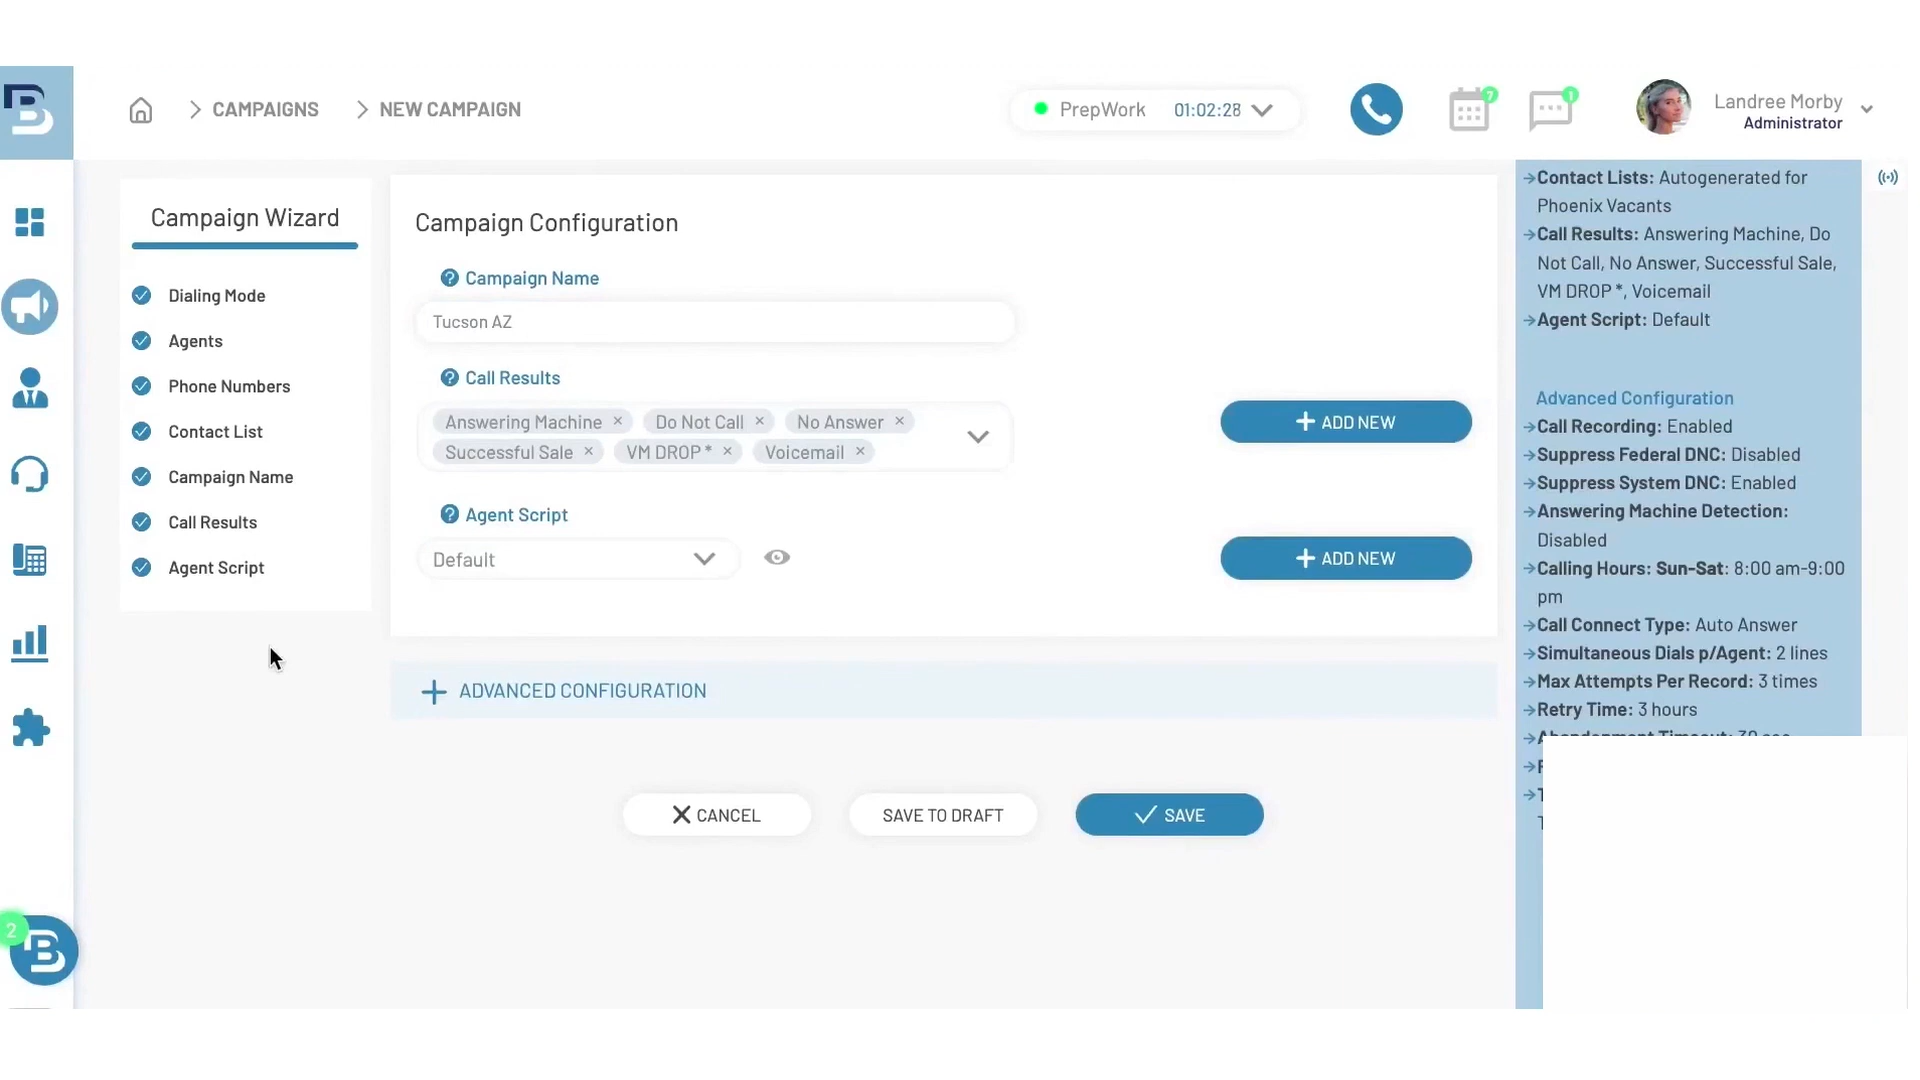 CAMPAIGNS
NEW CAMPAIGN
PrepWork 01:02:28
7
1
Landree Morby
Administrator
Campaign Wizard
Dialing Mode
Agents
Phone Numbers
Contact List
Campaign Name
Call Results
Agent Script
Campaign Configuration
Campaign Name
Tucson AZ
Call Results
Answering Machine × Do Not Call × No Answer ×
Successful Sale × VM DROP * × Voicemail ×
+ ADD NEW
Agent Script
Default
+ ADD NEW
+ ADVANCED CONFIGURATION
CANCEL
SAVE TO DRAFT
SAVE
2
Contact Lists: Autogenerated for
Phoenix Vacants
Call Results: Answering Machine, Do
Not Call, No Answer, Successful Sale,
VM DROP *, Voicemail
Agent Script: Default
Advanced Configuration
Call Recording: Enabled
Suppress Federal DNC: Disabled
Suppress System DNC: Enabled
Answering Machine Detection:
Disabled
Calling Hours: Sun-Sat: 8:00 am-9:00
pm
Call Connect Type: Auto Answer
Simultaneous Dials p/Agent: 2 lines
Max Attempts Per Record: 3 times
Retry Time: 3 hours